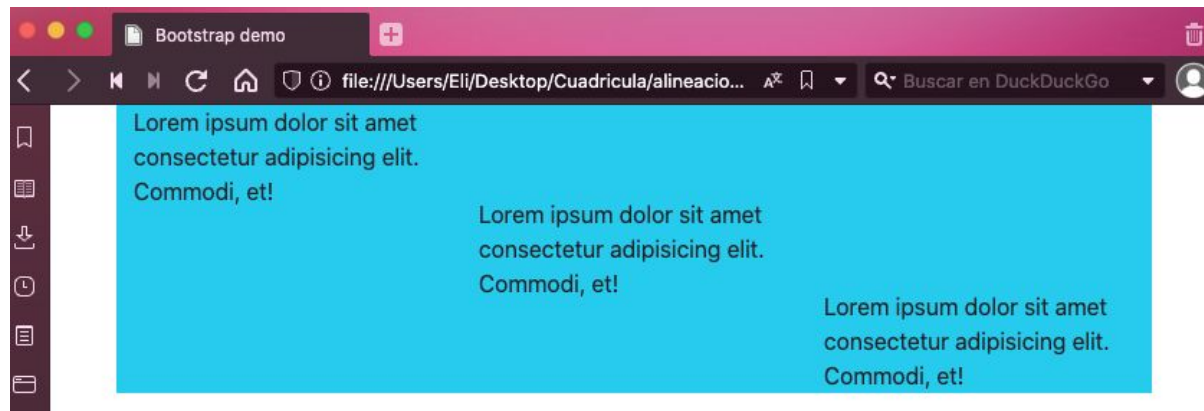 Bootstrap demo
file:///Users/Eli/Desktop/Cuadricula/alineacio...
Buscar en DuckDuckGo
Lorem ipsum dolor sit amet
consectetur adipisicing elit.
Commodi, et!
Lorem ipsum dolor sit amet
consectetur adipisicing elit.
Commodi, et!
Lorem ipsum dolor sit amet
consectetur adipisicing elit.
Commodi, et!